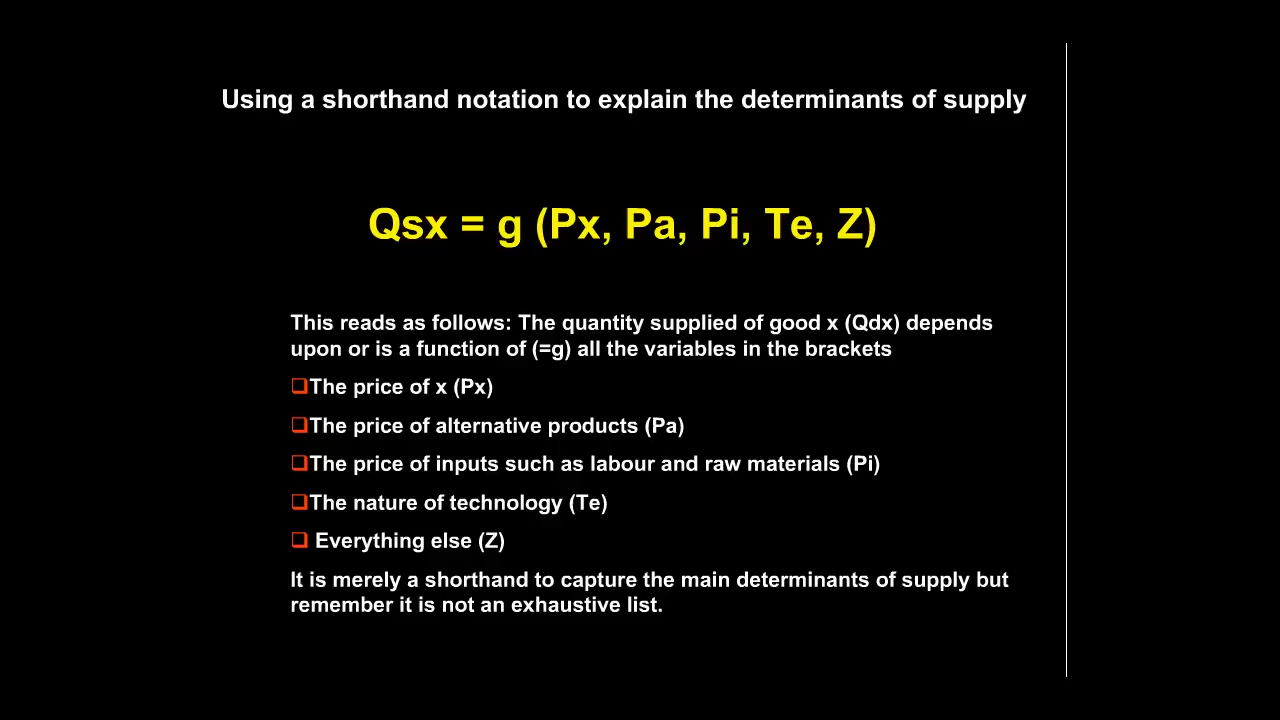 Using a shorthand notation to explain the determinants of supply
Qsx = g (Px, Pa, Pi, Te, Z)
This reads as follows: The quantity supplied of good x (Qdx) depends
upon or is a function of (=g) all the variables in the brackets
❑The price of x (Px)
❑The price of alternative products (Pa)
❑The price of inputs such as labour and raw materials (Pi)
❑The nature of technology (Te)
❑ Everything else (Z)
It is merely a shorthand to capture the main determinants of supply but
remember it is not an exhaustive list.